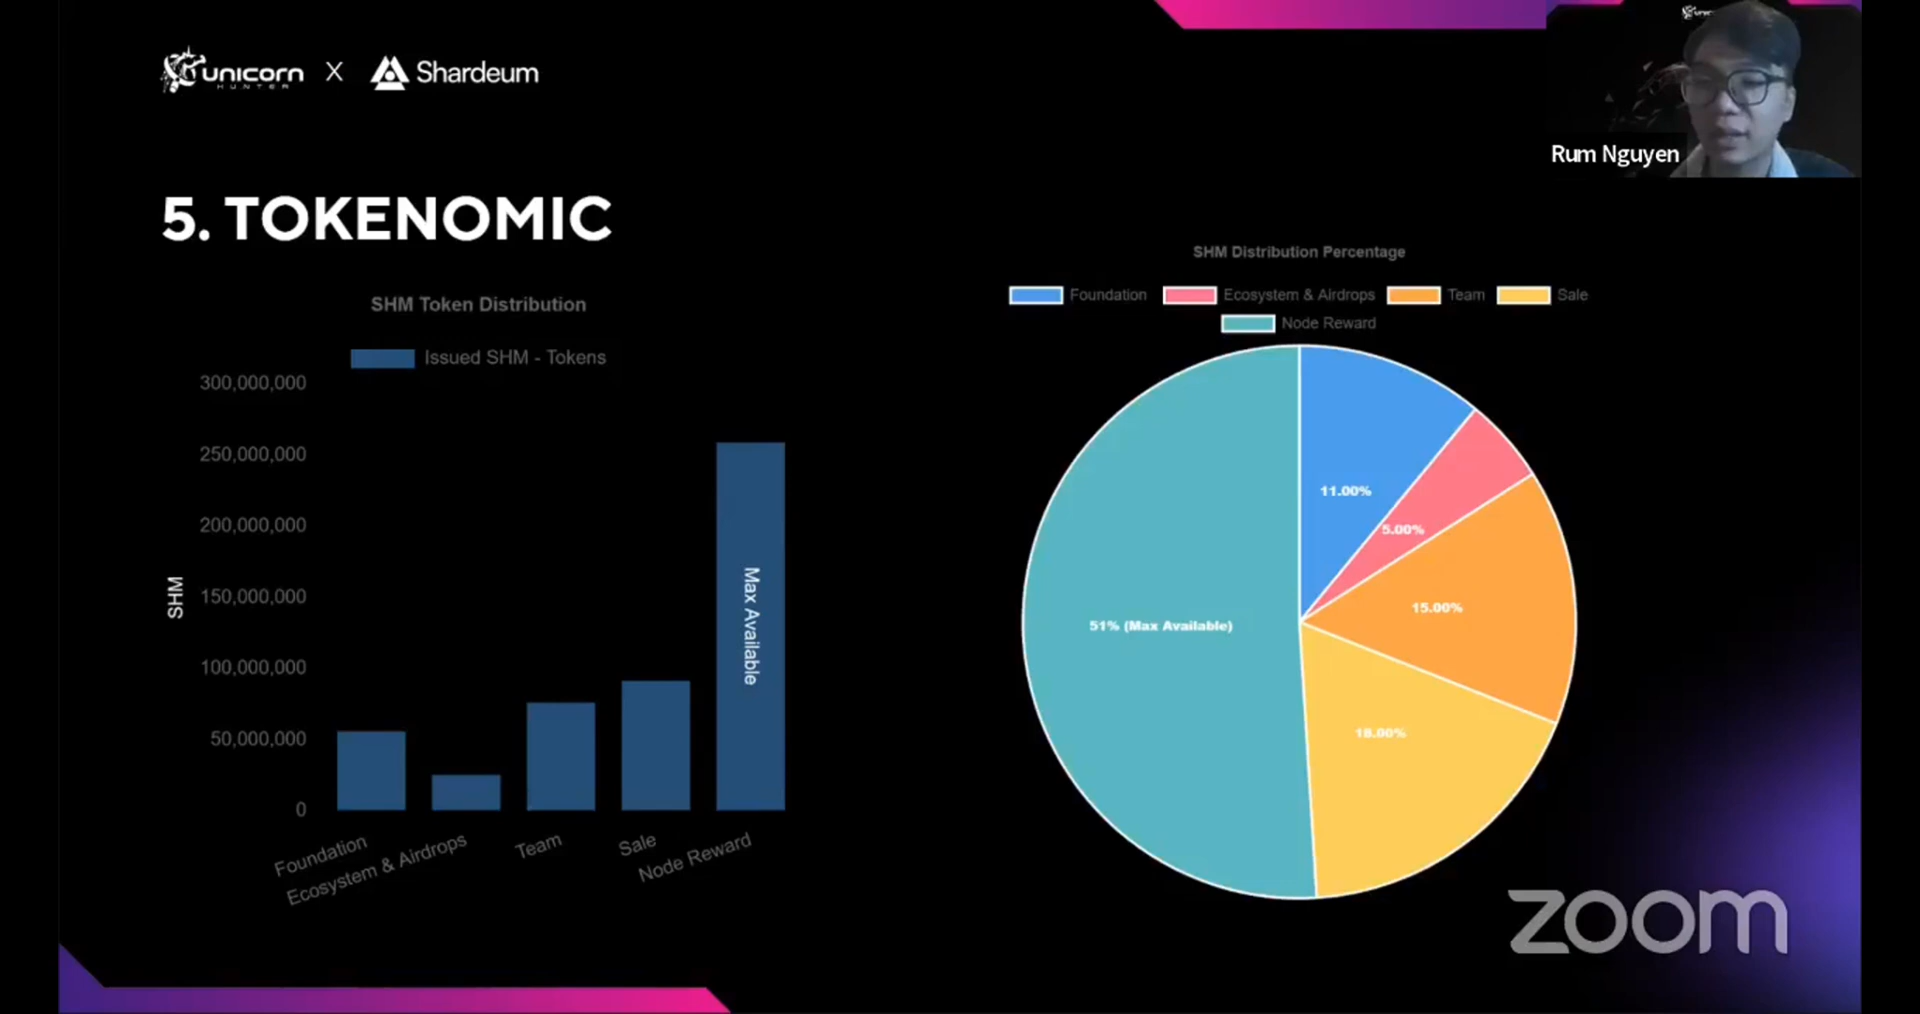 unicorn
HUNTER
X
Shardeum
Rum Nguyen
5. TOKENOMIC
SHM Token Distribution
Issued SHM - Tokens
300,000,000
250,000,000
200,000,000
150,000,000
100,000,000
50,000,000
0
SHM
Max Available
Foundation
Ecosystem & Airdrops
Team
Sale
Node Reward
SHM Distribution Percentage
Foundation
Ecosystem & Airdrops
Team
Sale
Node Reward
11.00%
5.00%
15.00%
18.00%
51% (Max Available)
zoom